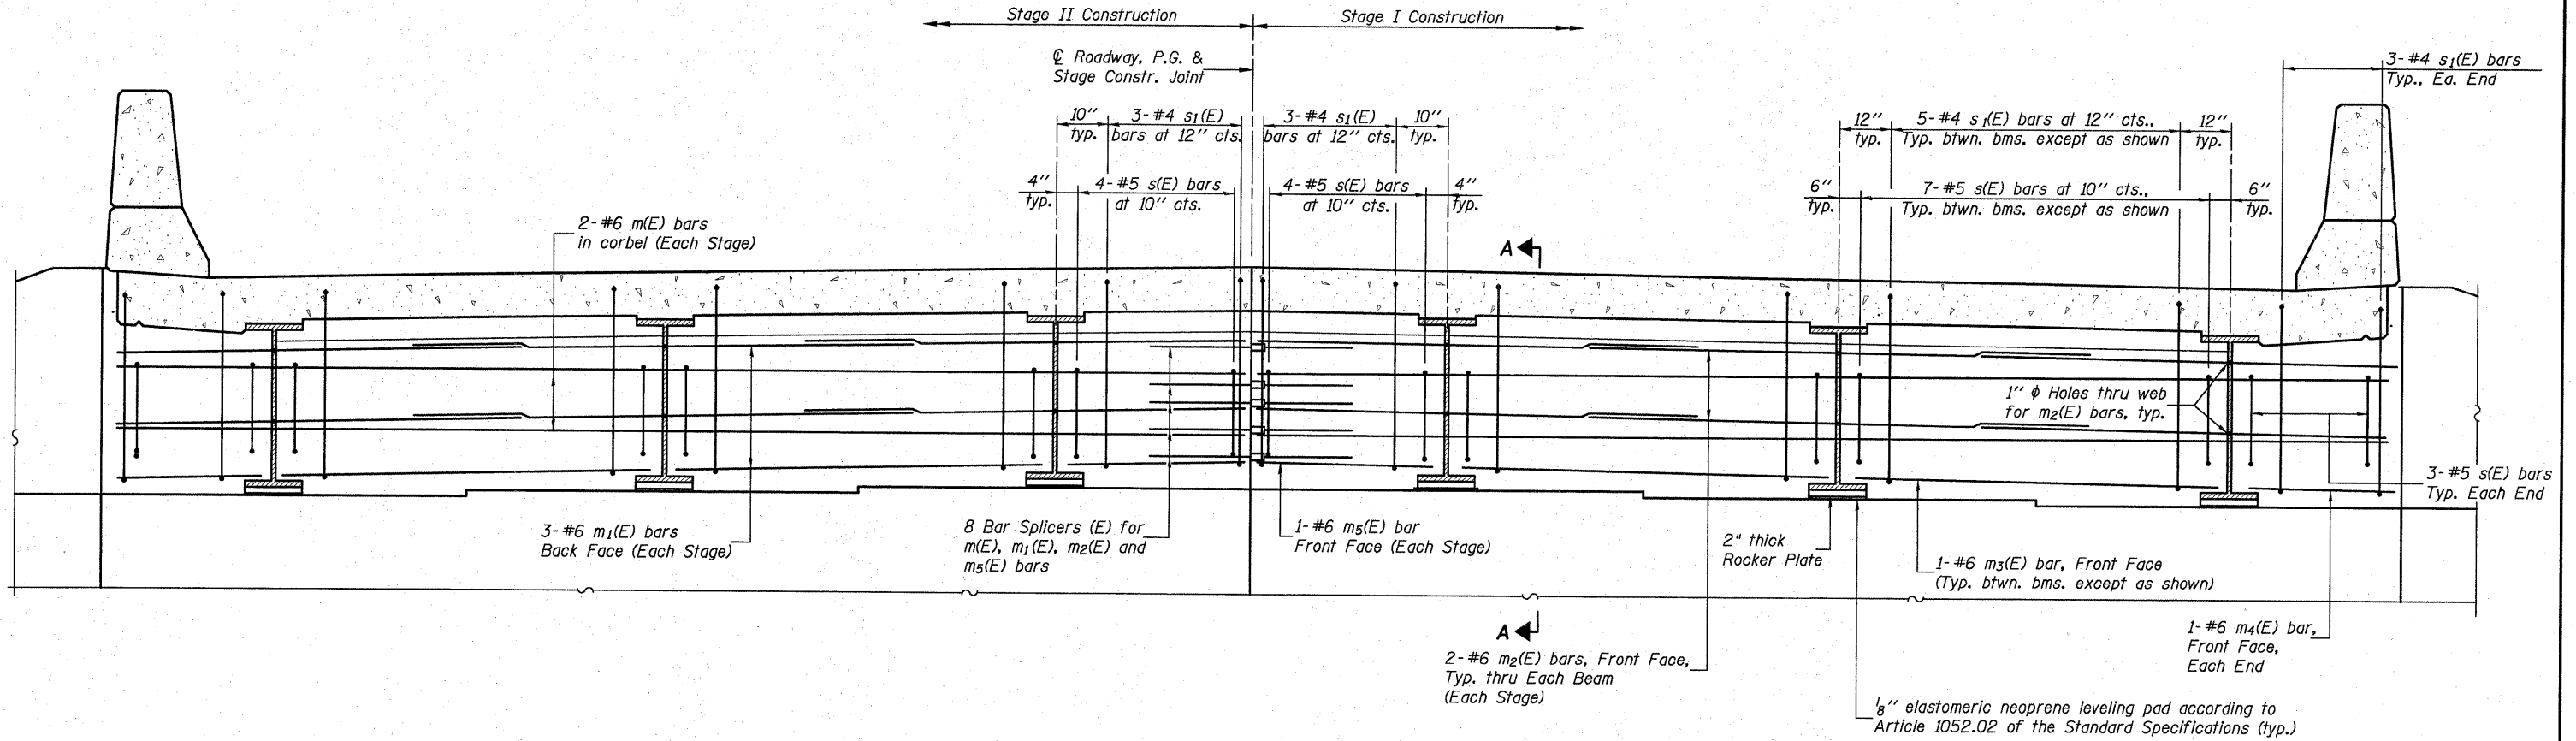 Stage II Construction
Stage I Construction
℄ Roadway, P.G. &
Stage Constr. Joint
3-#4 s1(E) bars
Typ., Ea. End
10"
typ.
3-#4 s1(E)
bars at 12" cts.
3-#4 s1(E)
bars at 12" cts.
10"
typ.
12"
typ.
5-#4 s1(E) bars at 12" cts.,
Typ. btwn. bms. except as shown
12"
typ.
4"
typ.
4-#5 s(E) bars
at 10" cts.
4-#5 s(E) bars
at 10" cts.
4"
typ.
6"
typ.
7-#5 s(E) bars at 10" cts.,
Typ. btwn. bms. except as shown
6"
typ.
2-#6 m(E) bars
in corbel (Each Stage)
A
1" φ Holes thru web
for m2(E) bars, typ.
3-#5 s(E) bars
Typ. Each End
3-#6 m1(E) bars
Back Face (Each Stage)
8 Bar Splicers (E) for
m(E), m1(E), m2(E) and
m5(E) bars
1-#6 m5(E) bar
Front Face (Each Stage)
2" thick
Rocker Plate
1-#6 m3(E) bar, Front Face
(Typ. btwn. bms. except as shown)
A
2-#6 m2(E) bars, Front Face,
Typ. thru Each Beam
(Each Stage)
1-#6 m4(E) bar,
Front Face,
Each End
1/8" elastomeric neoprene leveling pad according to
Article 1052.02 of the Standard Specifications (typ.)